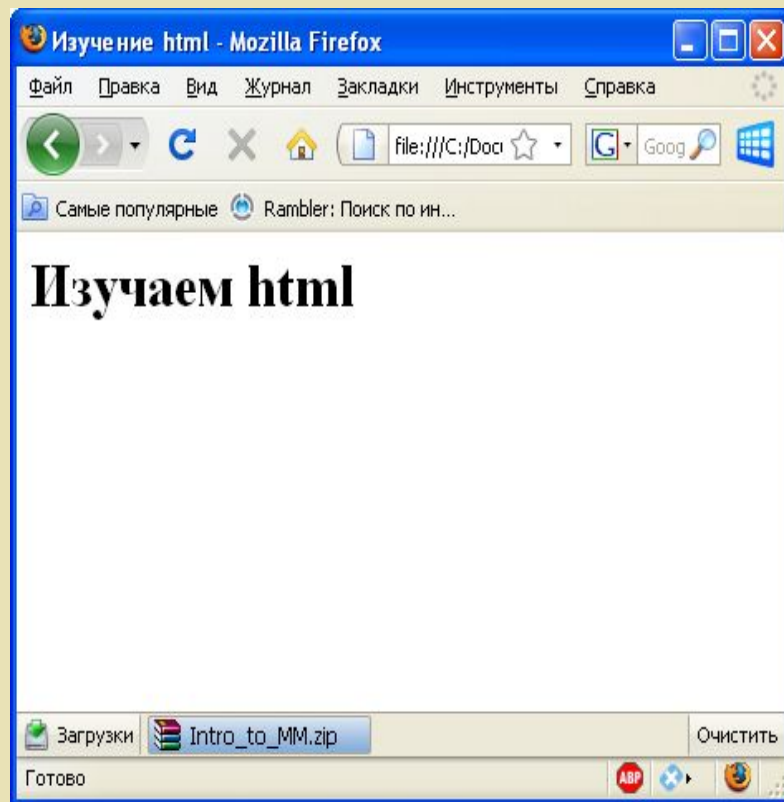 Изучение html - Mozilla Firefox
Файл Правка Вид Журнал Закладки Инструменты Справка
file:///C:/Doc G Goog
Самые популярные Rambler: Поиск по ин...
Изучаем html
Загрузки Intro_to_MM.zip Очистить
Готово ABP